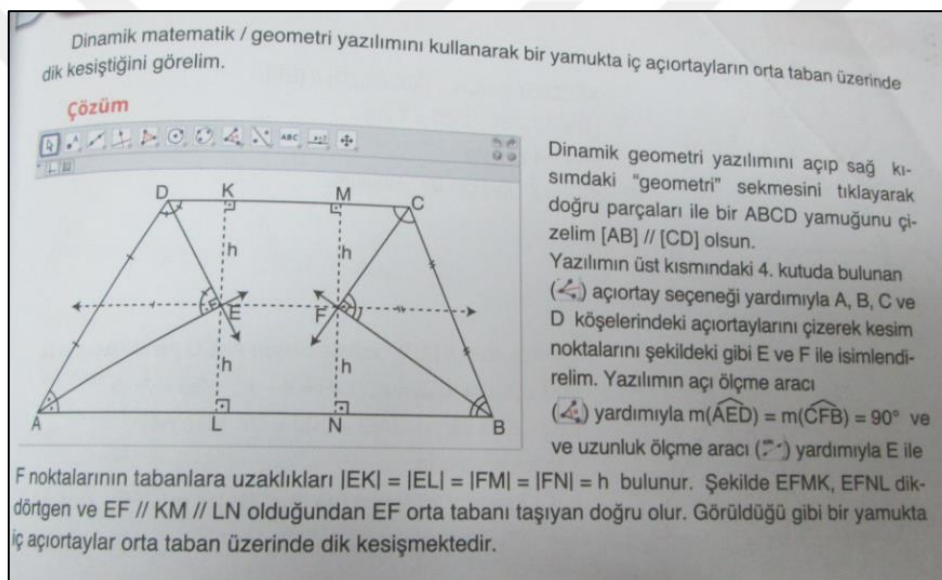 Dinamik matematik / geometri yazılımını kullanarak bir yamukta iç açıortayların orta taban üzerinde
dik kesiştiğini görelim.
Çözüm
ABC
D K M C
h h
E F
h h
A L N B
Dinamik geometri yazılımını açıp sağ kı-
sımdaki “geometri” sekmesini tıklayarak
doğru parçaları ile bir ABCD yamuğunu çi-
zelim [AB] // [CD] olsun.
Yazılımın üst kısmındaki 4. kutuda bulunan
( ) açıortay seçeneği yardımıyla A, B, C ve
D köşelerindeki açıortaylarını çizerek kesim
noktalarını şekildeki gibi E ve F ile isimlendi-
relim. Yazılımın açı ölçme aracı
( ) yardımıyla m(AED) = m(CFB) = 90° ve
ve uzunluk ölçme aracı ( ) yardımıyla E ile
F noktalarının tabanlara uzaklıkları |EK| = |EL| = |FM| = |FN| = h bulunur. Şekilde EFMK, EFNL dik-
dörtgen ve EF // KM // LN olduğundan EF orta tabanı taşıyan doğru olur. Görüldüğü gibi bir yamukta
iç açıortaylar orta taban üzerinde dik kesişmektedir.